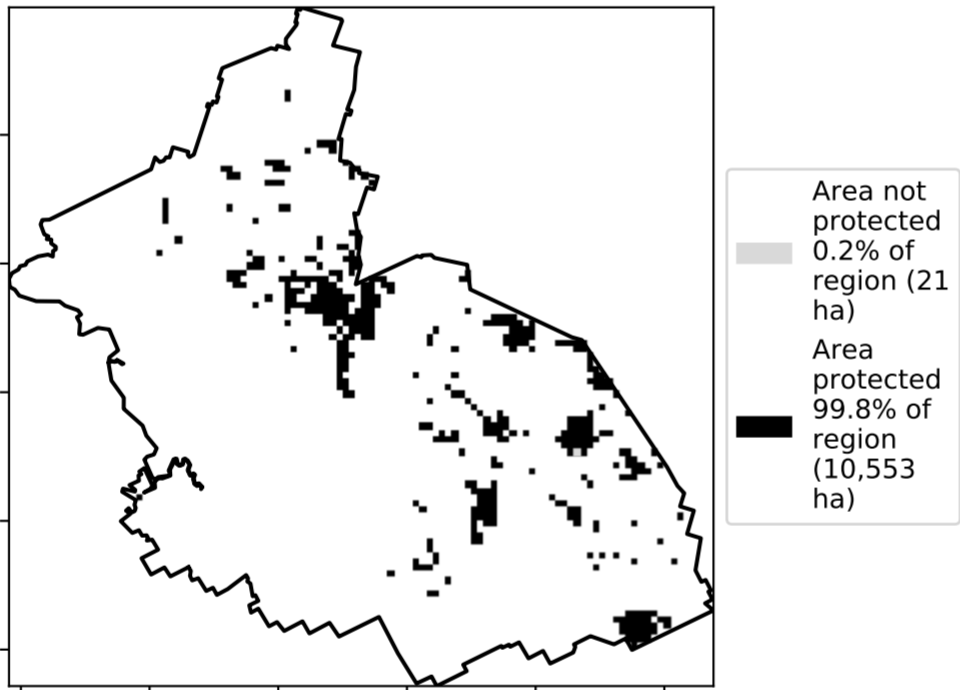 Area not
protected
0.2% of
region (21
ha)
Area
protected
99.8% of
region
(10,553
ha)